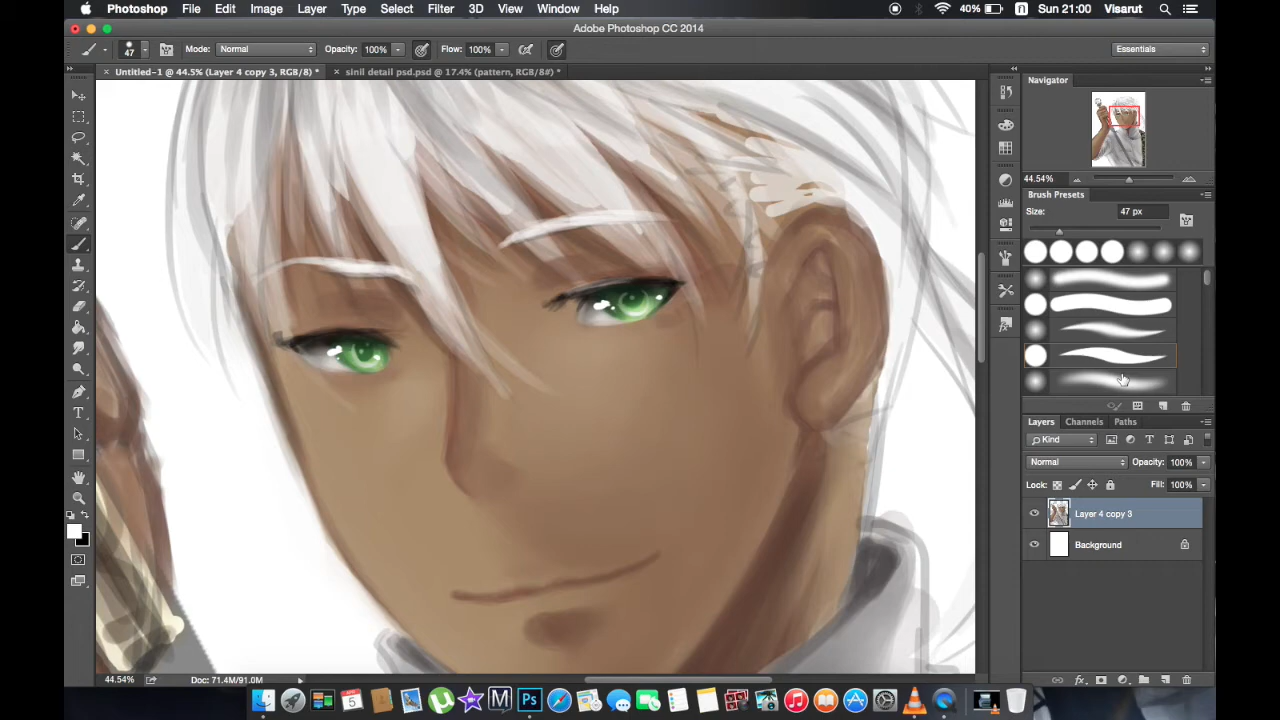 Photoshop File Edit Image Layer Type Select Filter 3D View Window Help 40% Sun 21:00 Visarut
Adobe Photoshop CC 2014
47 Mode: Normal Opacity: 100% Flow: 100% Essentials
Untitled-1 @ 44.5% (Layer 4 copy 3, RGB/8) * sinil detail psd.psd @ 17.4% (pattern, RGB/8#) *
Navigator
44.54%
Brush Presets
Size: 47 px
Layers Channels Paths
Kind
Normal Opacity: 100%
Lock: Fill: 100%
Layer 4 copy 3
Background
44.54% Doc: 71.4M/91.0M
APR 5
Ps